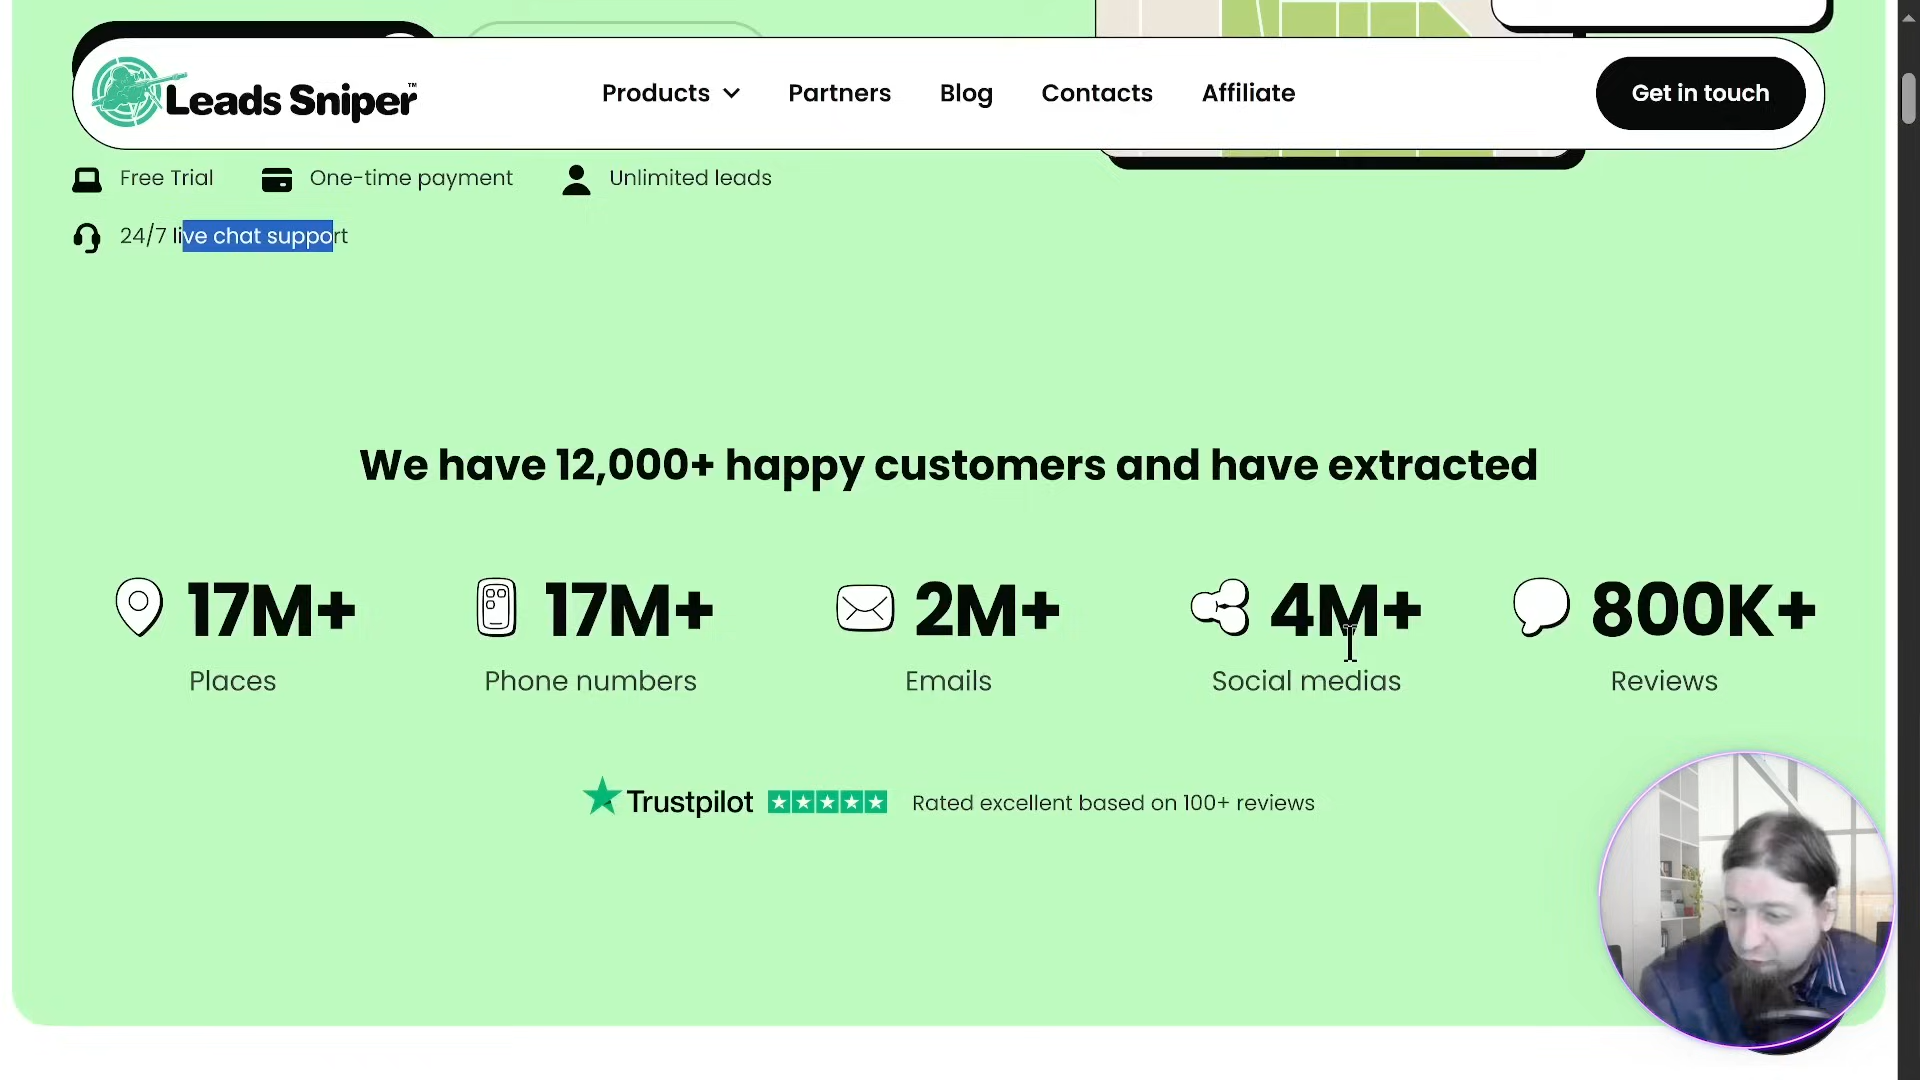 Leads Sniper™
Products
Partners
Blog
Contacts
Affiliate
Get in touch
Free Trial
One-time payment
Unlimited leads
24/7 live chat support
We have 12,000+ happy customers and have extracted
17M+
Places
17M+
Phone numbers
2M+
Emails
4M+
Social medias
800K+
Reviews
Trustpilot
Rated excellent based on 100+ reviews